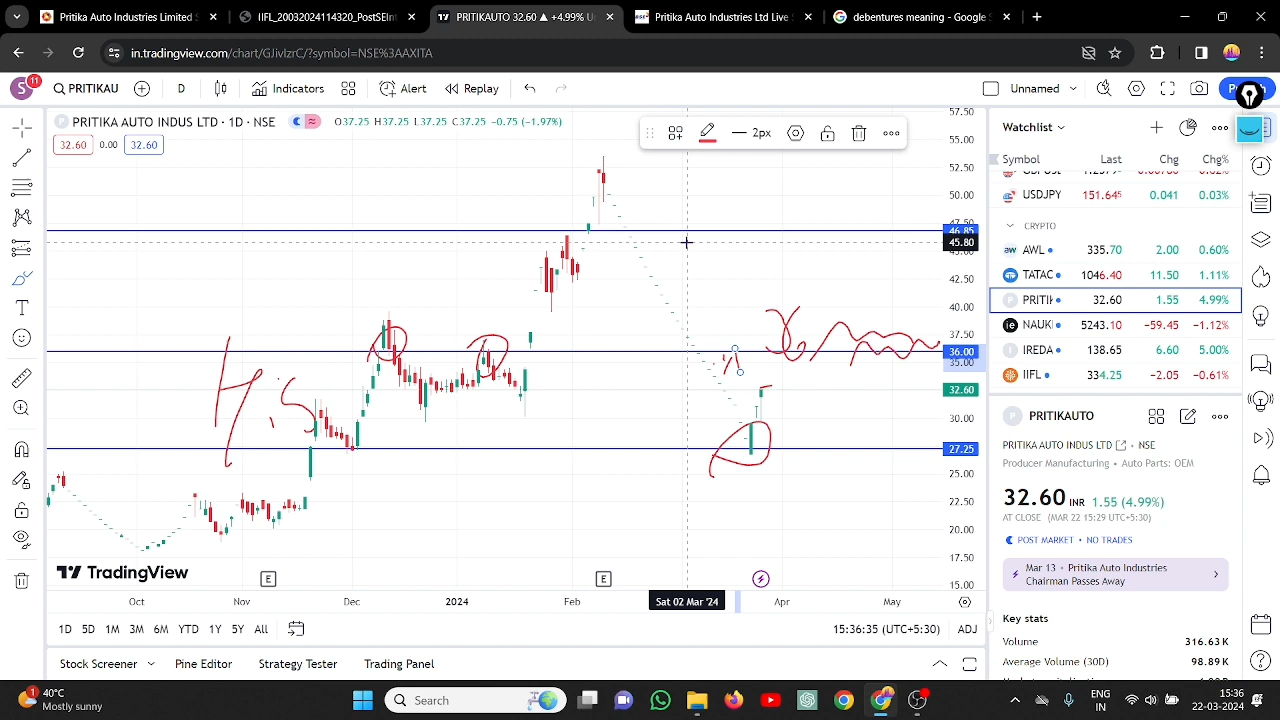 Pritika Auto Industries Limited S
IIFL_20032024114320_PostSEInt
PRITIKAUTO 32.60 ▲ +4.99% U
Pritika Auto Industries Ltd Live S
debentures meaning - Google S
in.tradingview.com/chart/GJivlzrC/?symbol=NSE%3AAXITA
S 11
PRITIKAU
D
Indicators
Alert
Replay
Unnamed
PRITIKA AUTO INDUS LTD · 1D · NSE
O37.25 H37.25 L37.25 C37.25 −0.75 (−1.97%)
32.60 0.00 32.60
2px
57.50
55.00
52.50
50.00
47.50
46.85
45.80
42.50
40.00
37.50
36.00
35.00
32.60
30.00
27.25
25.00
22.50
20.00
17.50
15.00
H.S
TradingView
E
E
Oct
Nov
Dec
2024
Feb
Sat 02 Mar '24
Apr
May
1D 5D 1M 3M 6M YTD 1Y 5Y All
15:36:35 (UTC+5:30)
ADJ
Stock Screener
Pine Editor
Strategy Tester
Trading Panel
Watchlist
Symbol Last Chg Chg%
USDJPY 151.645 0.041 0.03%
CRYPTO
AWL 335.70 2.00 0.60%
TATAC 1046.40 11.50 1.11%
PRITIK 32.60 1.55 4.99%
NAUK 5243.10 −59.45 −1.12%
IREDA 138.65 6.60 5.00%
IIFL 334.25 −2.05 −0.61%
PRITIKAUTO
PRITIKA AUTO INDUS LTD • NSE
Producer Manufacturing • Auto Parts: OEM
32.60 INR 1.55 (4.99%)
AT CLOSE (MAR 22 15:29 UTC+5:30)
POST MARKET • NO TRADES
Mar 13 • Pritika Auto Industries
Chairman Passes Away
Key stats
Volume 316.63 K
Average Volume (30D) 98.89 K
1
40°C
Mostly sunny
Search
ENG
IN
15:36
22-03-2024